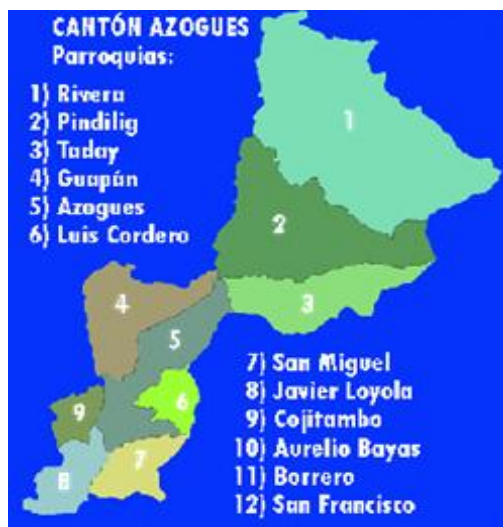 CANTÓN AZOGUES
Parroquias:
1) Rivera
2) Pindilig
3) Taday
4) Guapán
5) Azogues
6) Luis Cordero
1
2
3
4
5
6
9
7
8
7) San Miguel
8) Javier Loyola
9) Cojitambo
10) Aurelio Bayas
11) Borrero
12) San Francisco